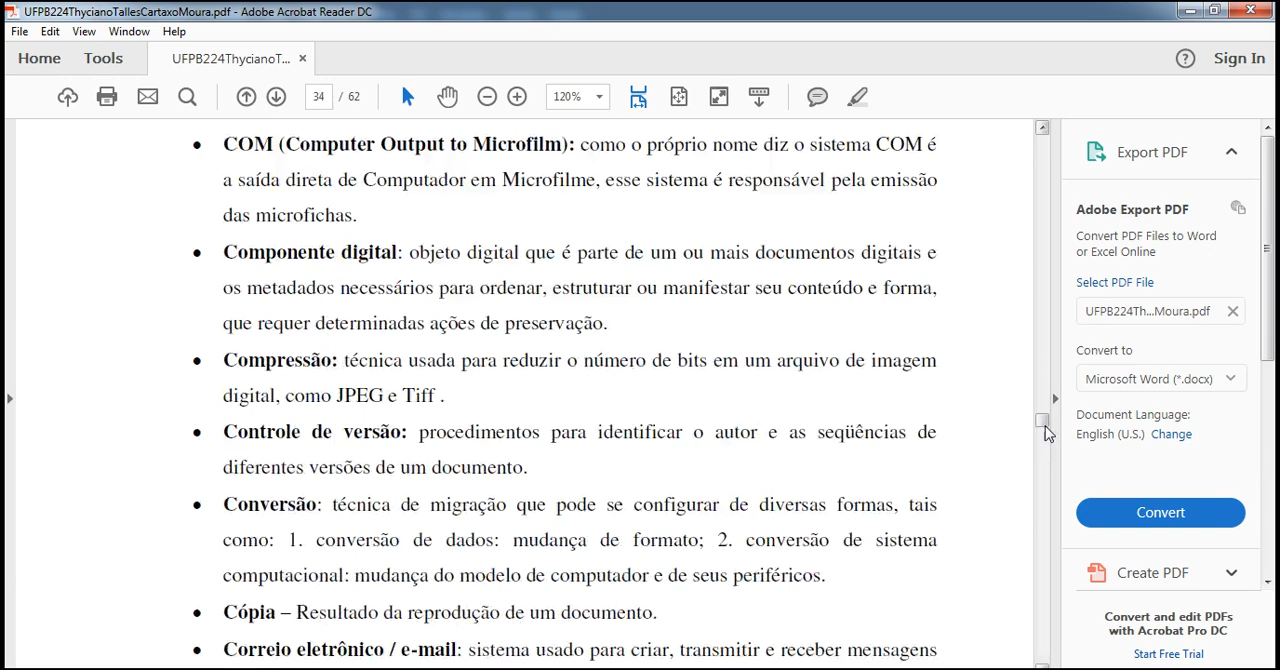 UFPB224ThycianoTallesCartaxoMoura.pdf - Adobe Acrobat Reader DC
File Edit View Window Help
Home Tools UFPB224ThycianoT... × Sign In
34 / 62 120%
• COM (Computer Output to Microfilm): como o próprio nome diz o sistema COM é
a saída direta de Computador em Microfilme, esse sistema é responsável pela emissão
das microfichas.
• Componente digital: objeto digital que é parte de um ou mais documentos digitais e
os metadados necessários para ordenar, estruturar ou manifestar seu conteúdo e forma,
que requer determinadas ações de preservação.
• Compressão: técnica usada para reduzir o número de bits em um arquivo de imagem
digital, como JPEG e Tiff .
• Controle de versão: procedimentos para identificar o autor e as seqüências de
diferentes versões de um documento.
• Conversão: técnica de migração que pode se configurar de diversas formas, tais
como: 1. conversão de dados: mudança de formato; 2. conversão de sistema
computacional: mudança do modelo de computador e de seus periféricos.
• Cópia – Resultado da reprodução de um documento.
• Correio eletrônico / e-mail: sistema usado para criar, transmitir e receber mensagens
Export PDF
Adobe Export PDF
Convert PDF Files to Word
or Excel Online
Select PDF File
UFPB224Th...Moura.pdf
Convert to
Microsoft Word (*.docx)
Document Language:
English (U.S.) Change
Convert
Create PDF
Convert and edit PDFs
with Acrobat Pro DC
Start Free Trial